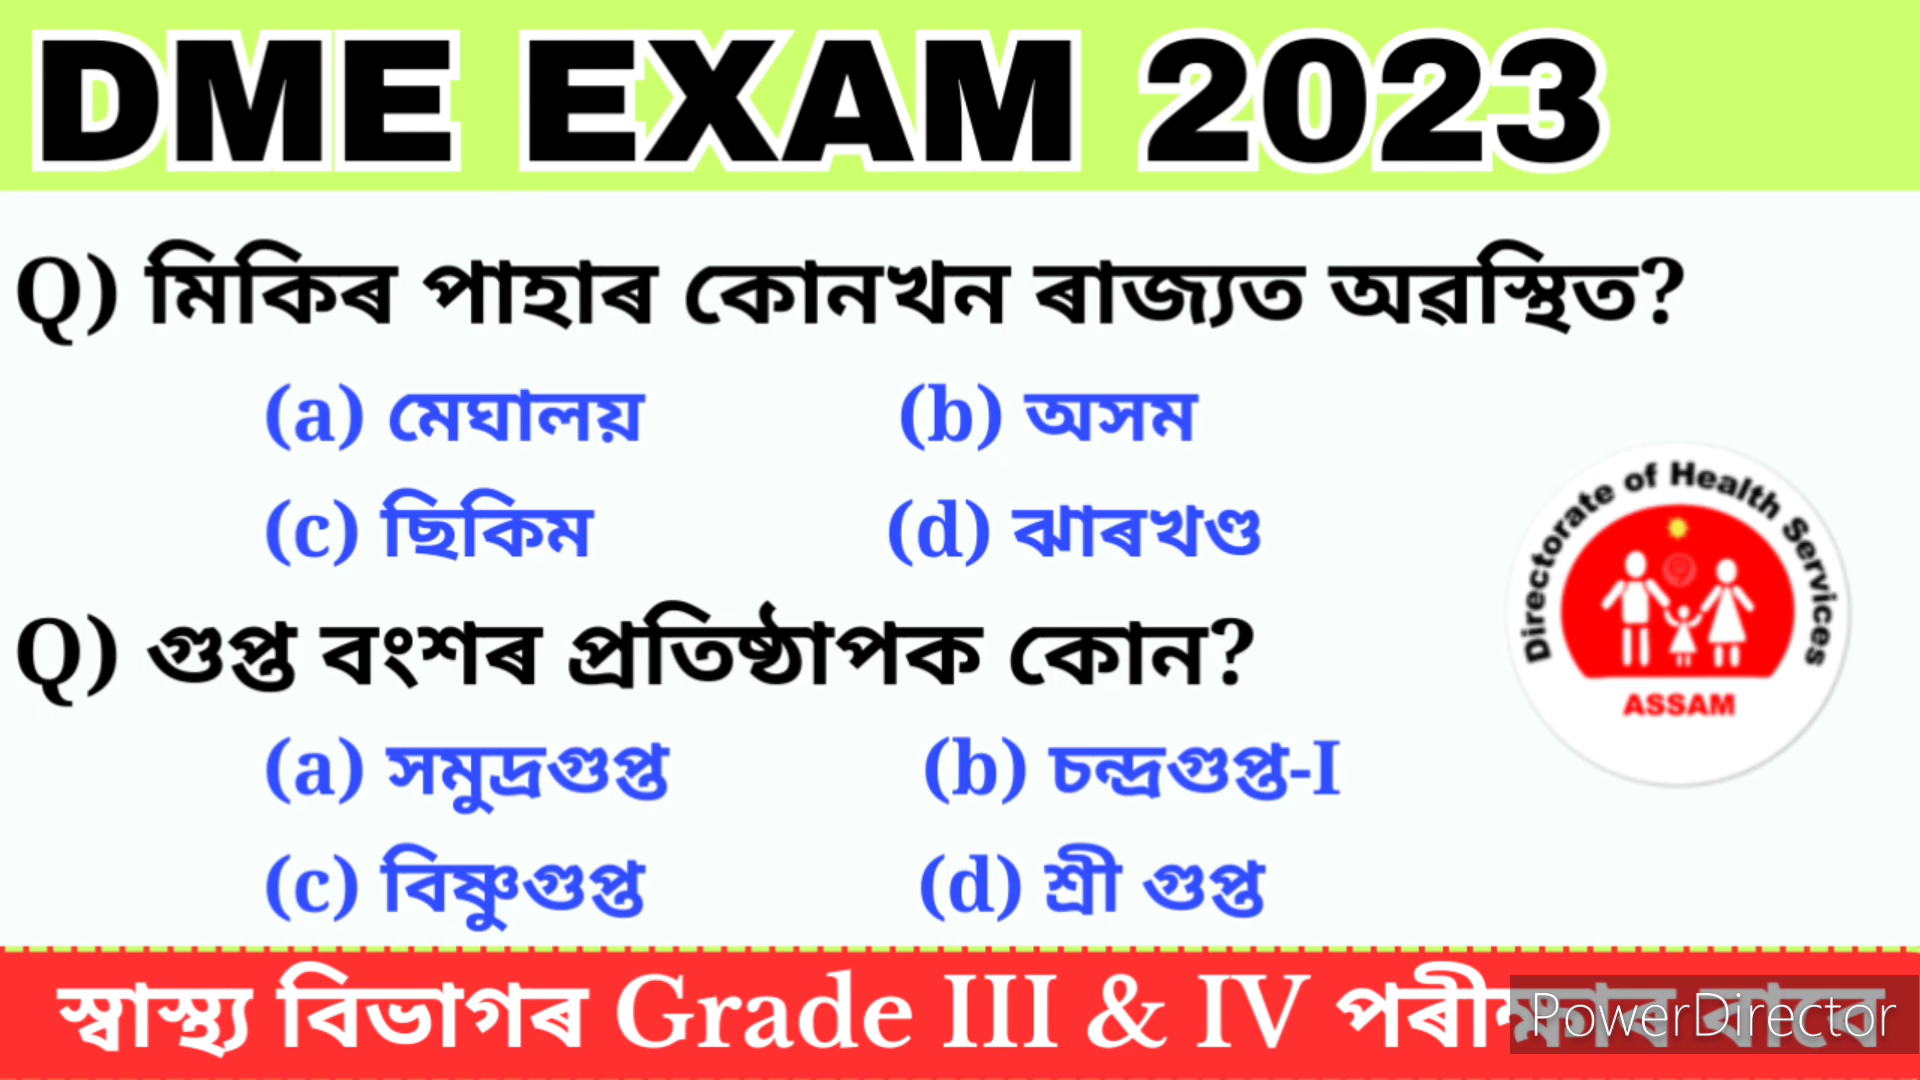 DME EXAM 2023
Q) মিকিৰ পাহাৰ কোনখন ৰাজ্যত অৱস্থিত?
(a) মেঘালয় (b) অসম
(c) ছিকিম (d) ঝাৰখণ্ড
Directorate of Health Services
ASSAM
Q) গুপ্ত বংশৰ প্ৰতিষ্ঠাপক কোন?
(a) সমুদ্ৰগুপ্ত (b) চন্দ্ৰগুপ্ত-I
(c) বিষ্ণুগুপ্ত (d) শ্ৰী গুপ্ত
স্বাস্থ্য বিভাগৰ Grade III & IV পৰীক্ষাৰ বাবে
PowerDirector